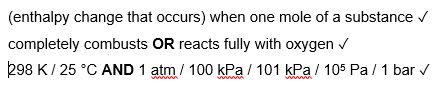 (enthalpy change that occurs) when one mole of a substance ✓
completely combusts OR reacts fully with oxygen ✓
298 K / 25 °C AND 1 atm / 100 kPa / 101 kPa / 10⁵ Pa / 1 bar ✓